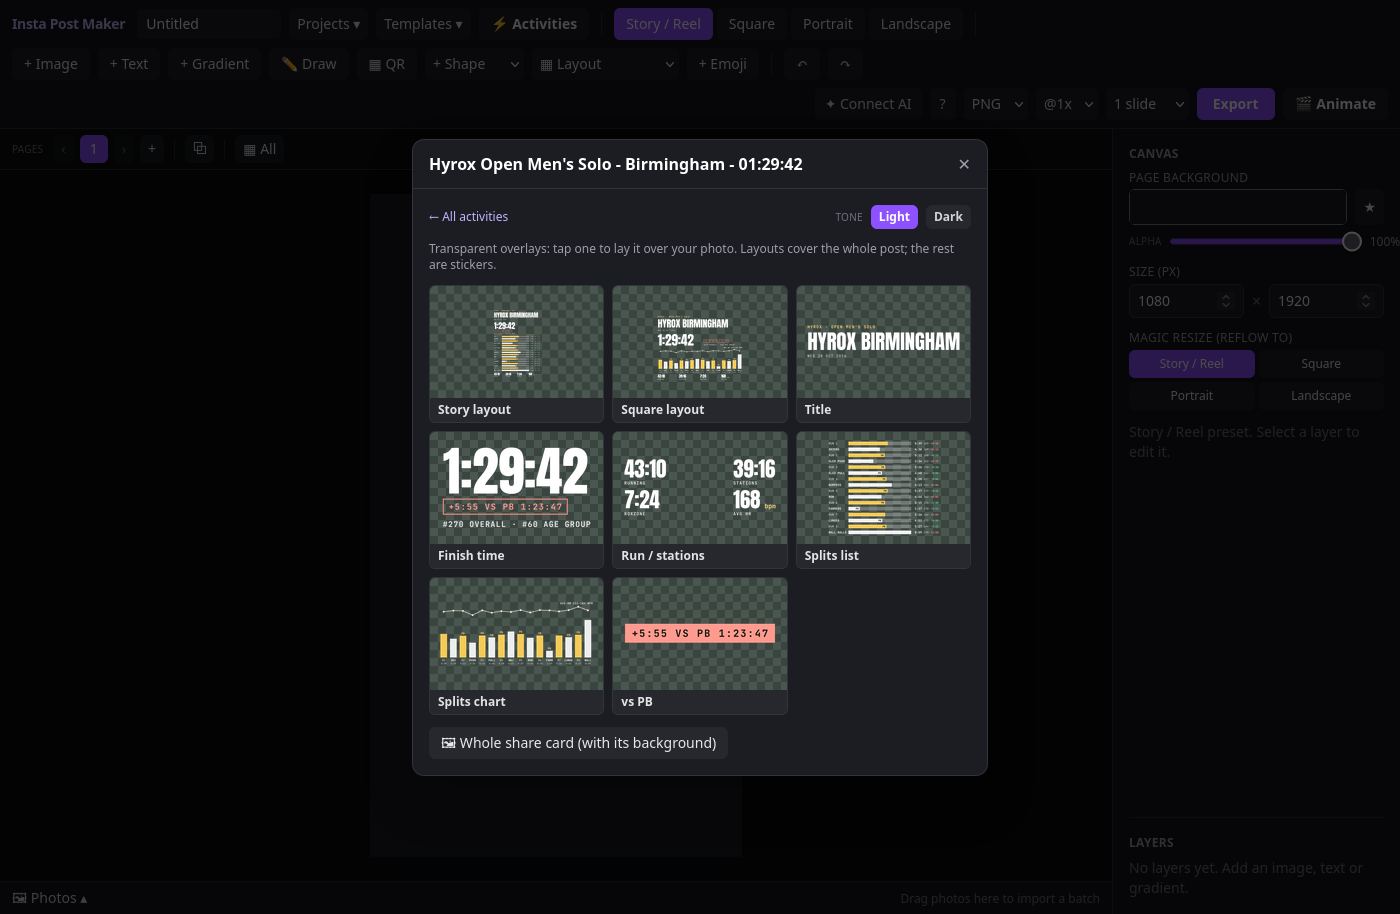 Insta Post Maker
Untitled
Projects ▾
Templates ▾
⚡ Activities
Story / Reel
Square
Portrait
Landscape
+ Image
+ Text
+ Gradient
✏️ Draw
▦ QR
+ Shape
▦ Layout
+ Emoji
↶
↷
✦ Connect AI
?
PNG
@1x
1 slide
Export
🎬 Animate
PAGES
‹
1
›
+
▦ All
Hyrox Open Men's Solo - Birmingham - 01:29:42
✕
← All activities
TONE
Light
Dark
Transparent overlays: tap one to lay it over your photo. Layouts cover the whole post; the rest
are stickers.
HYROX BIRMINGHAM
1:29:42
Story layout
HYROX BIRMINGHAM
1:29:42
Square layout
HYROX · OPEN MEN'S SOLO
HYROX BIRMINGHAM
Title
1:29:42
+5:55 VS PB 1:23:47
#270 OVERALL · #60 AGE GROUP
Finish time
43:10
RUNNING
39:16
STATIONS
7:24
ROXZONE
168 bpm
AVG HR
Run / stations
Splits list
Splits chart
+5:55 VS PB 1:23:47
vs PB
🖼 Whole share card (with its background)
CANVAS
PAGE BACKGROUND
★
ALPHA
100%
SIZE (PX)
1080
×
1920
MAGIC RESIZE (REFLOW TO)
Story / Reel
Square
Portrait
Landscape
Story / Reel preset. Select a layer to
edit it.
LAYERS
No layers yet. Add an image, text or
gradient.
🖼 Photos ▴
Drag photos here to import a batch